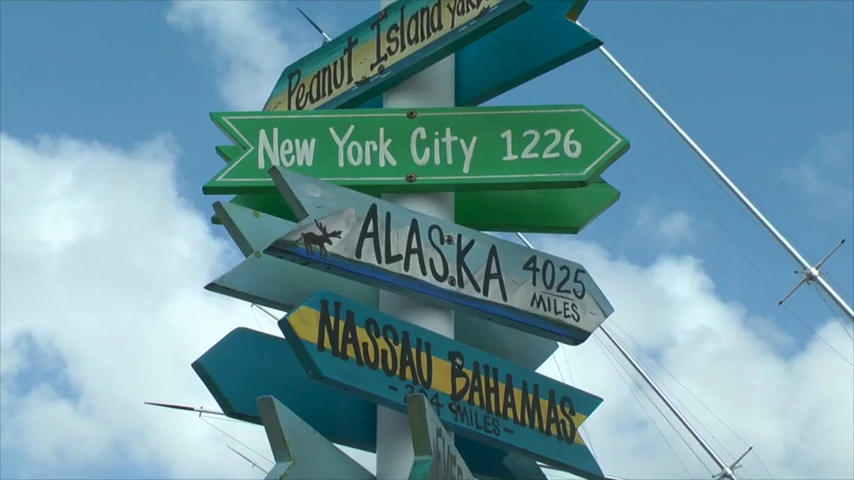 Peanut Island
New York City 1226
ALASKA 4025
MILES
NASSAU BAHAMAS
MILES-